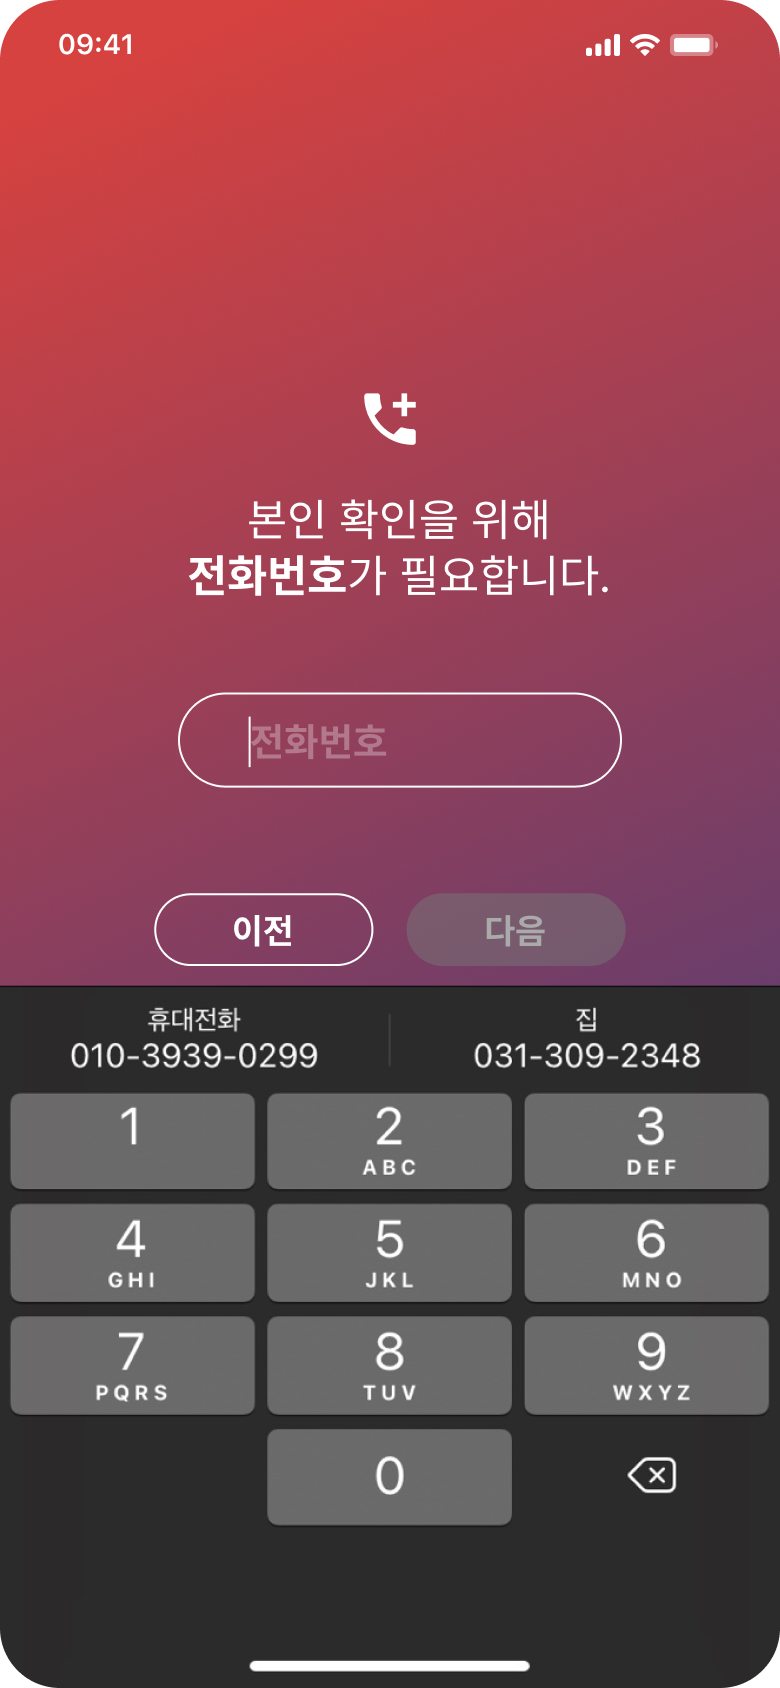 09:41
본인 확인을 위해
전화번호가 필요합니다.
전화번호
이전 다음
휴대전화 집
010-3939-0299 031-309-2348
1 2 3
ABC DEF
4 5 6
GHI JKL MNO
7 8 9
PQRS TUV WXYZ
0